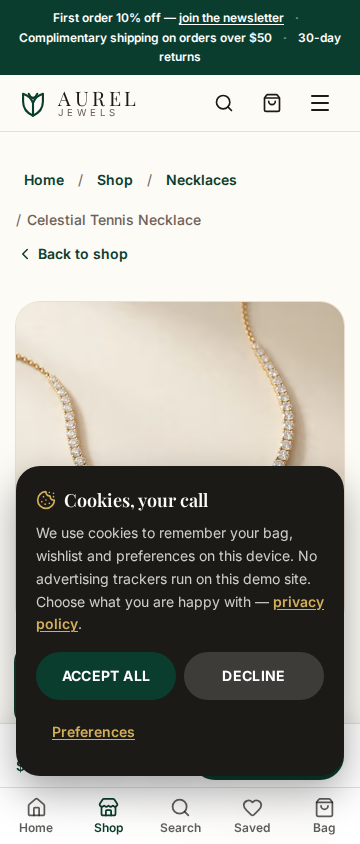 First order 10% off — join the newsletter ·
Complimentary shipping on orders over $50 · 30-day
returns
AUREL
JEWELS
Home / Shop / Necklaces
/ Celestial Tennis Necklace
Back to shop
Cookies, your call
We use cookies to remember your bag,
wishlist and preferences on this device. No
advertising trackers run on this demo site.
Choose what you are happy with — privacy
policy.
ACCEPT ALL DECLINE
Preferences
Home Shop Search Saved Bag